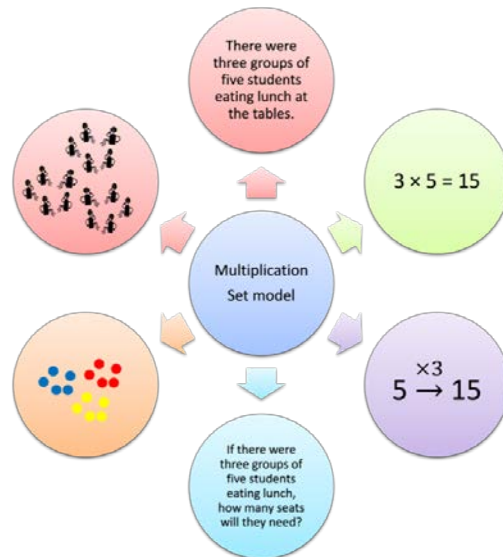 There were
three groups of
five students
eating lunch at
the tables.
3 × 5 = 15
Multiplication
Set model
×3
5 → 15
If there were
three groups of
five students
eating lunch,
how many seats
will they need?